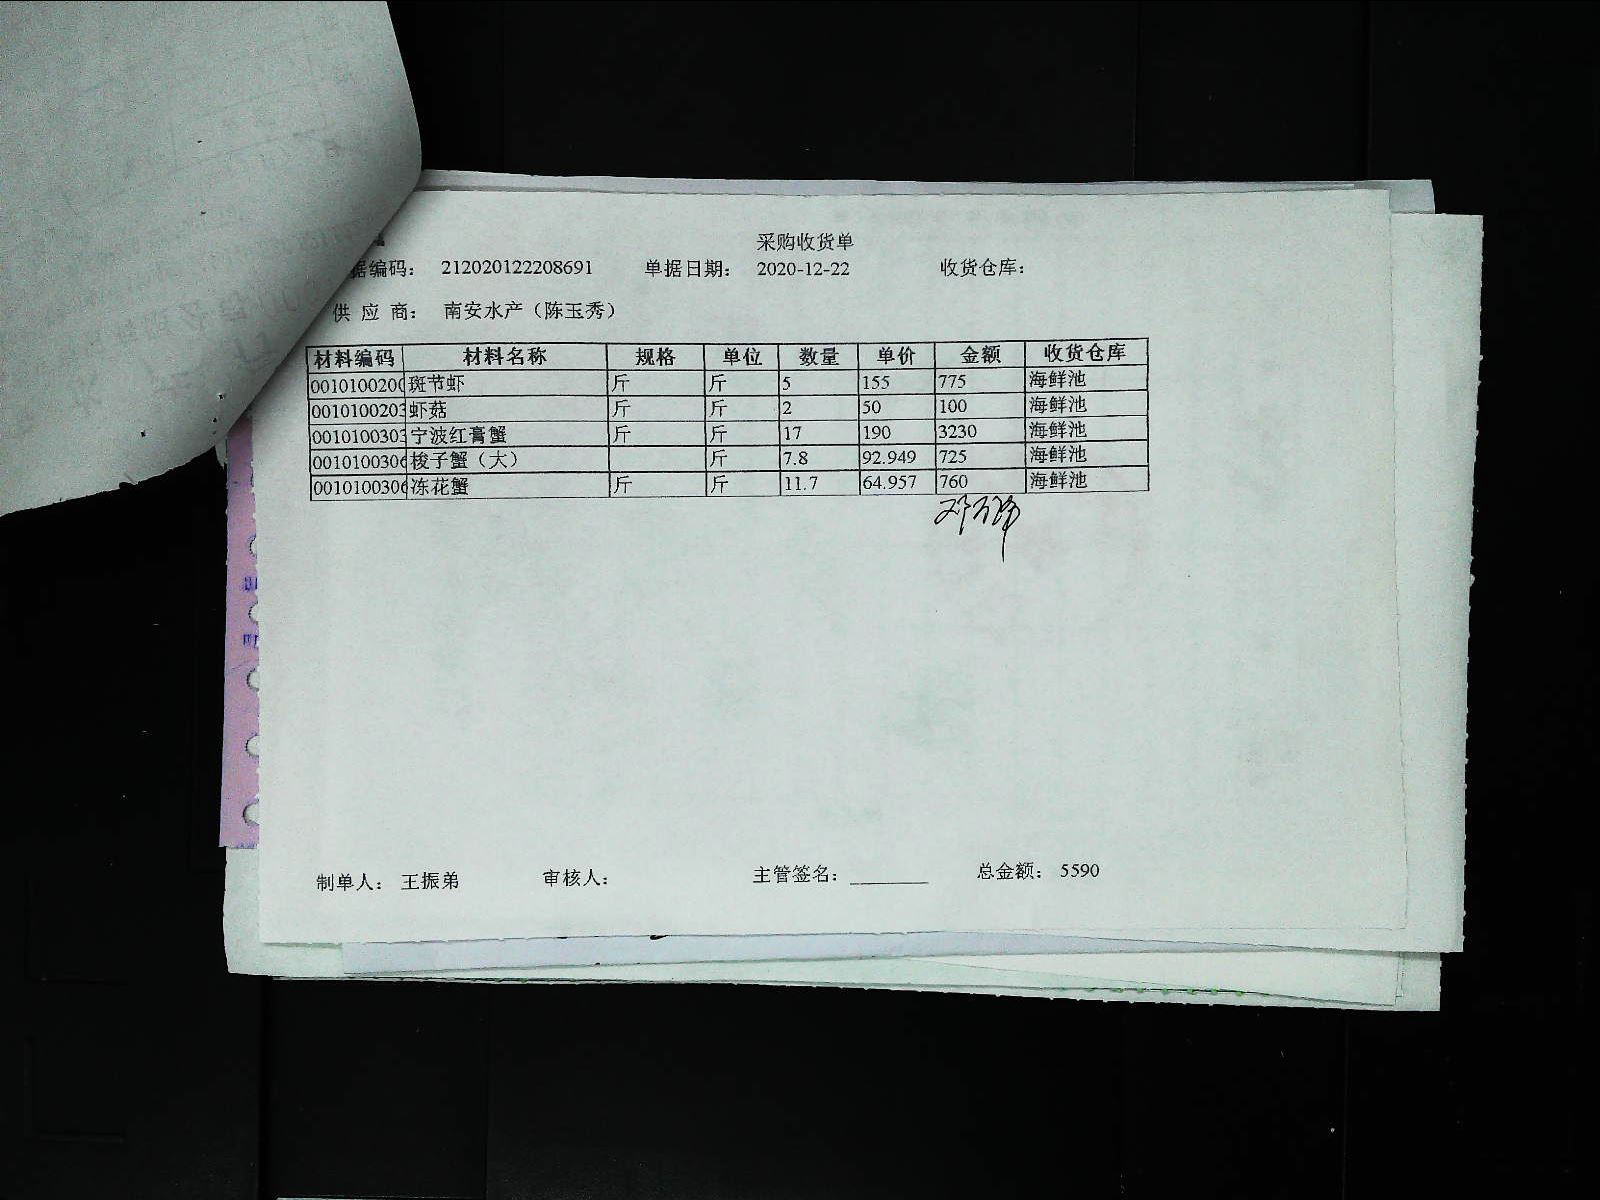 采购收货单
据编码： 212020122208691 单据日期： 2020-12-22 收货仓库：
供 应 商： 南安水产（陈玉秀）
材料编码 材料名称 规格 单位 数量 单价 金额 收货仓库
0010100200 斑节虾 斤 斤 5 155 775 海鲜池
0010100203 虾菇 斤 斤 2 50 100 海鲜池
0010100303 宁波红膏蟹 斤 斤 17 190 3230 海鲜池
0010100306 梭子蟹（大） 斤 7.8 92.949 725 海鲜池
0010100306 冻花蟹 斤 斤 11.7 64.957 760 海鲜池
制单人： 王振弟 审核人： 主管签名： 总金额： 5590